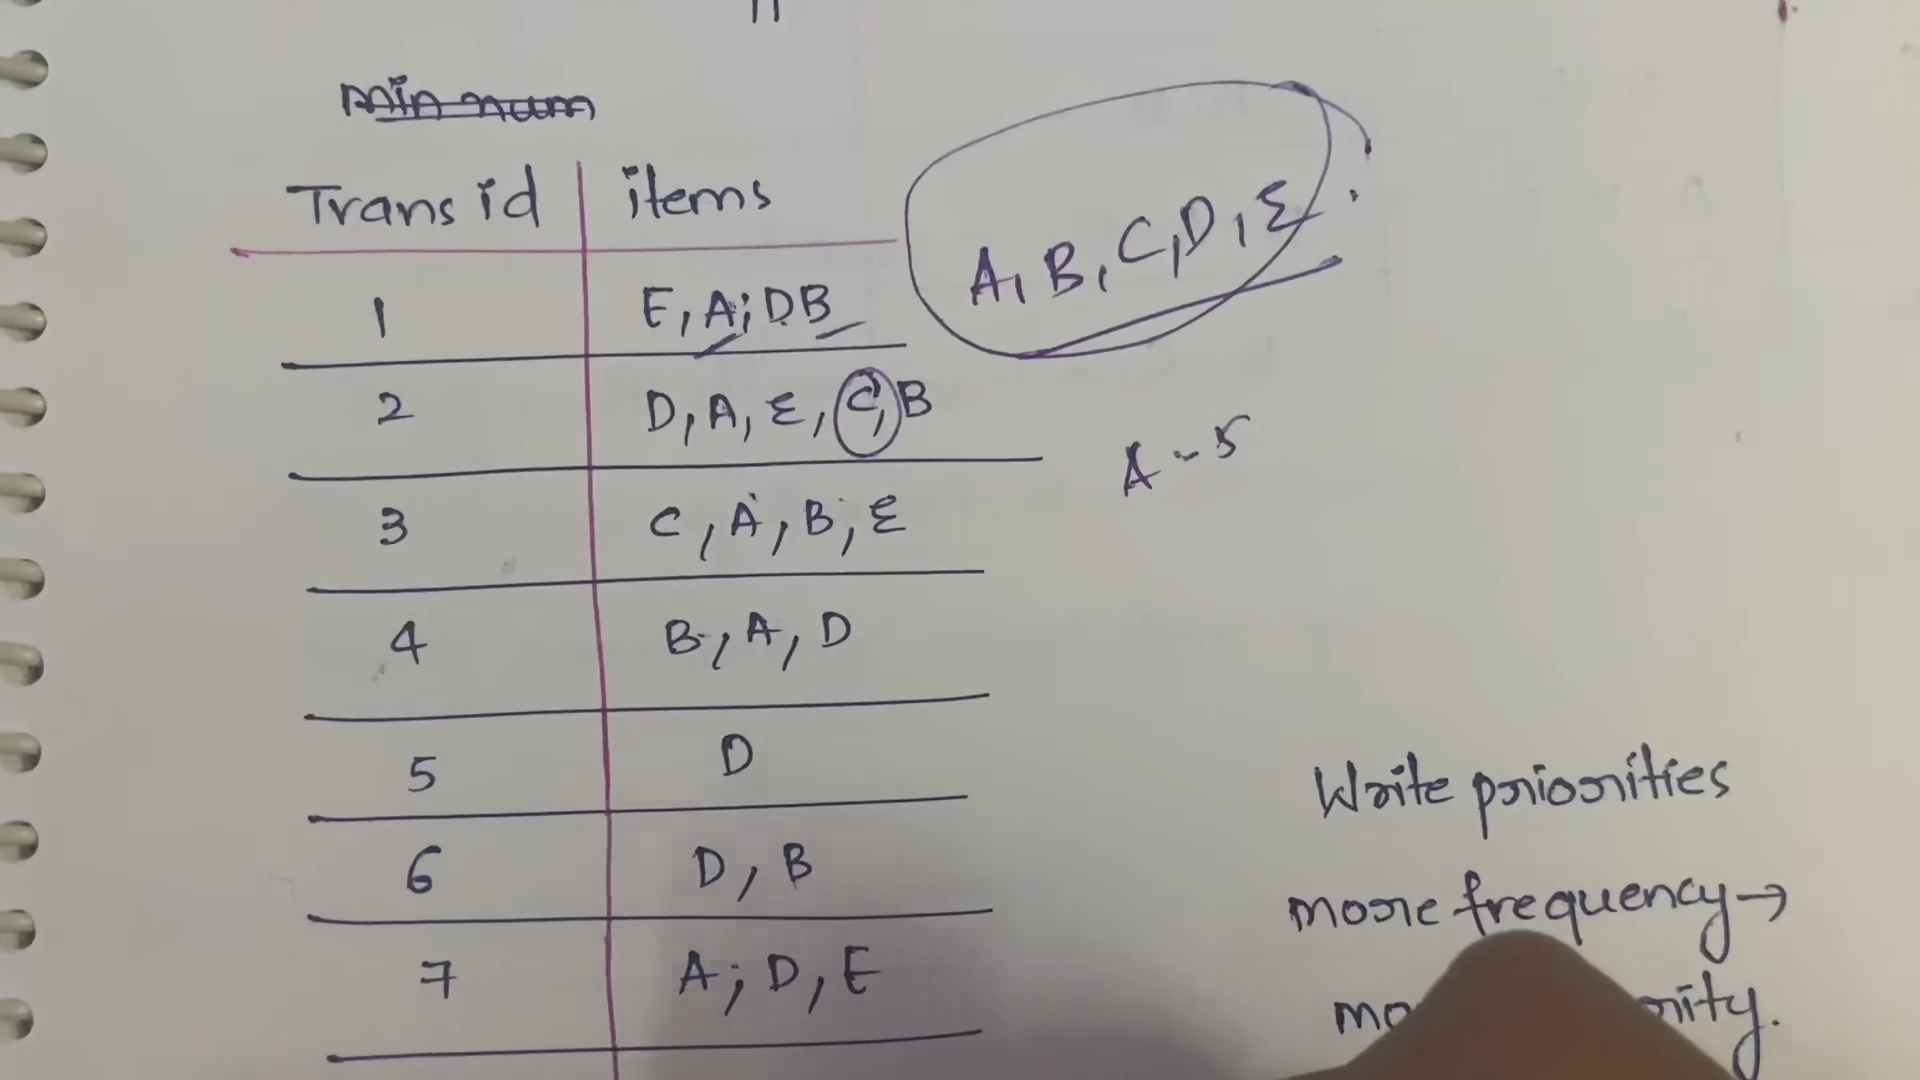 Trans id items
A, B, C, D, E.
1 E, A, D B
2 D, A, E, C, B
A - 5
3 C, A, B, E
4 B, A, D
5 D
Write priorities
6 D, B
more frequency →
7 A, D, E